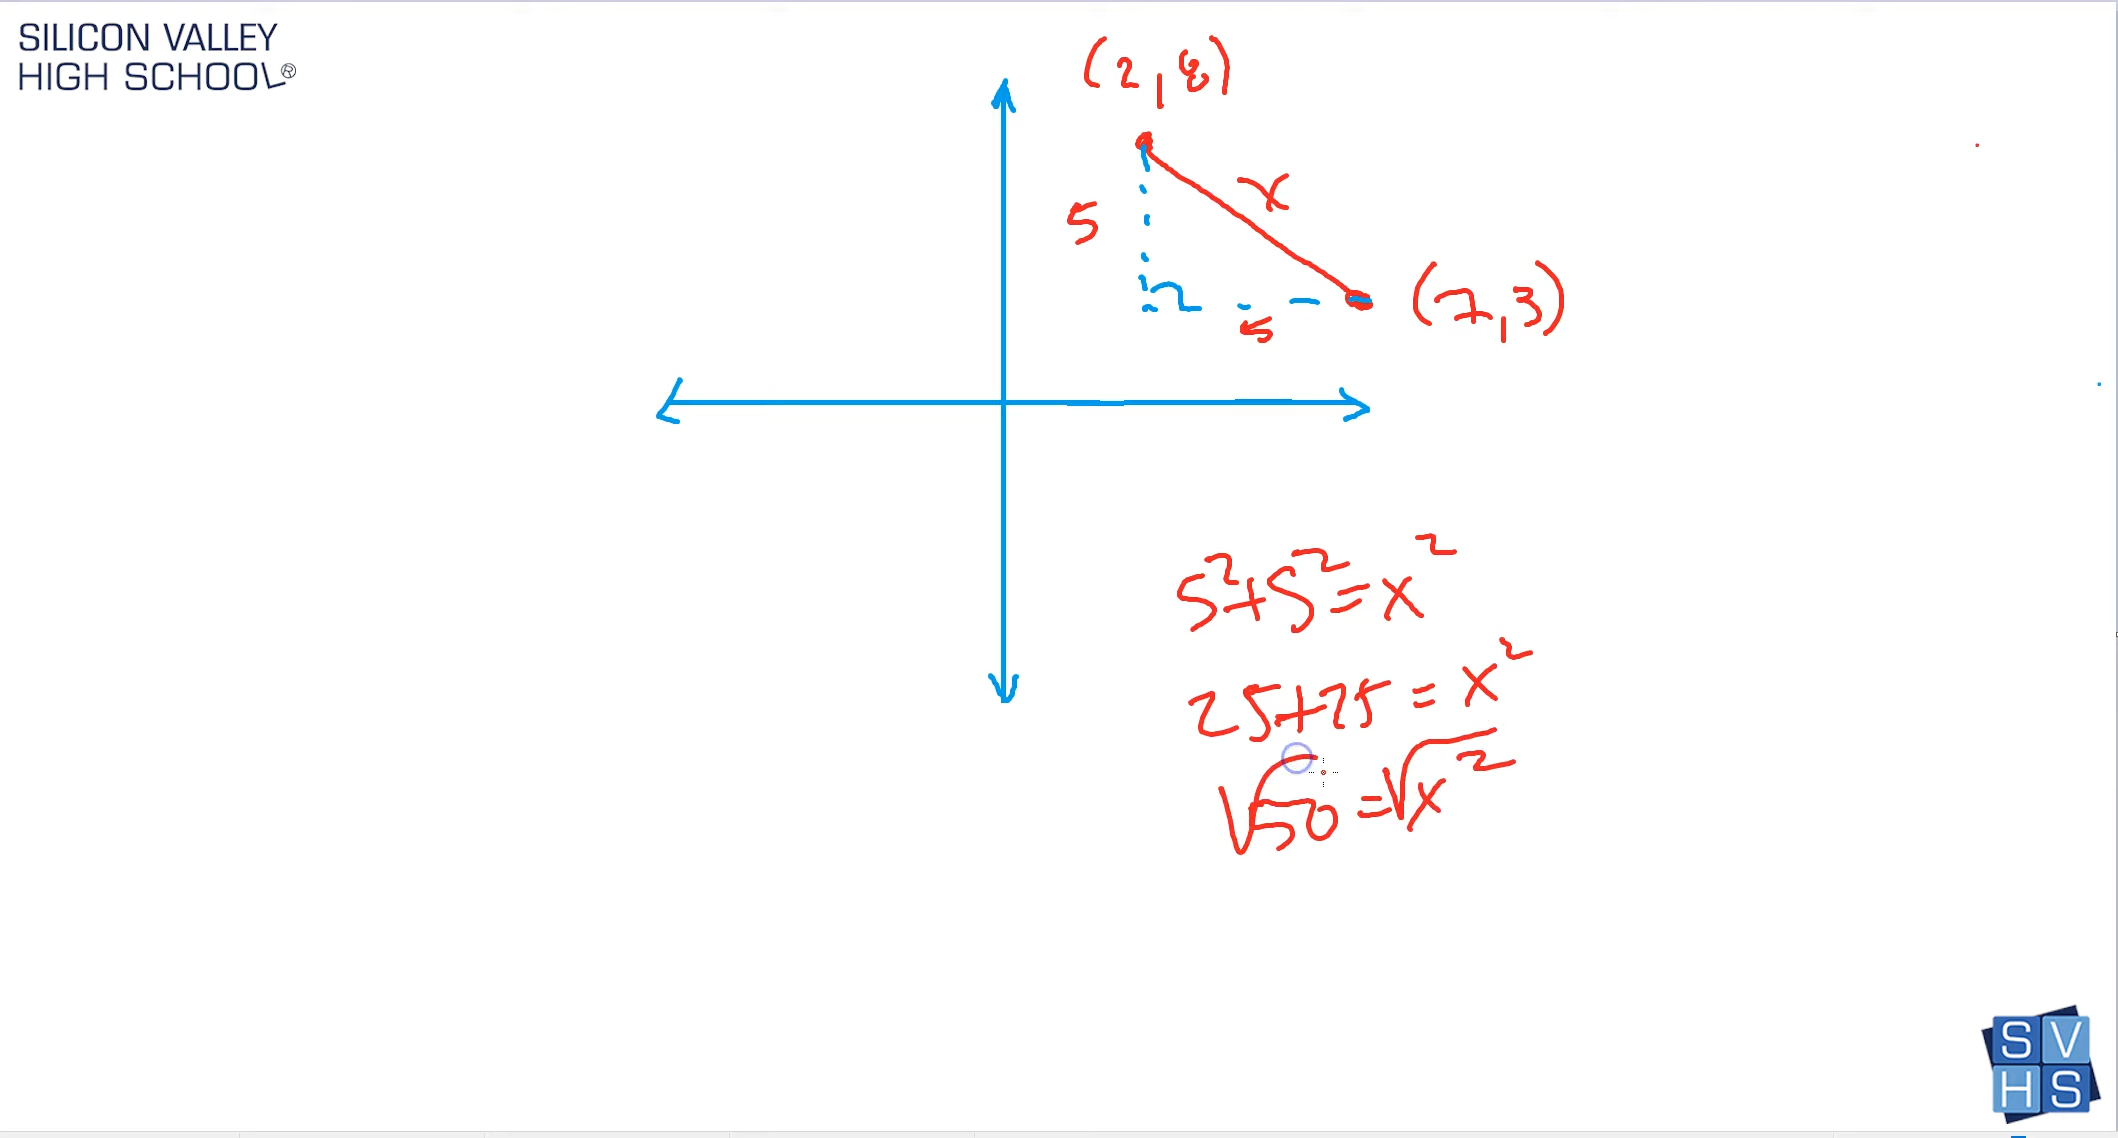 SILICON VALLEY
HIGH SCHOOL®
(2,8)
x
5
(7,3)
5
5²+5²=x²
25+25=x²
√50=√x²
SV
HS